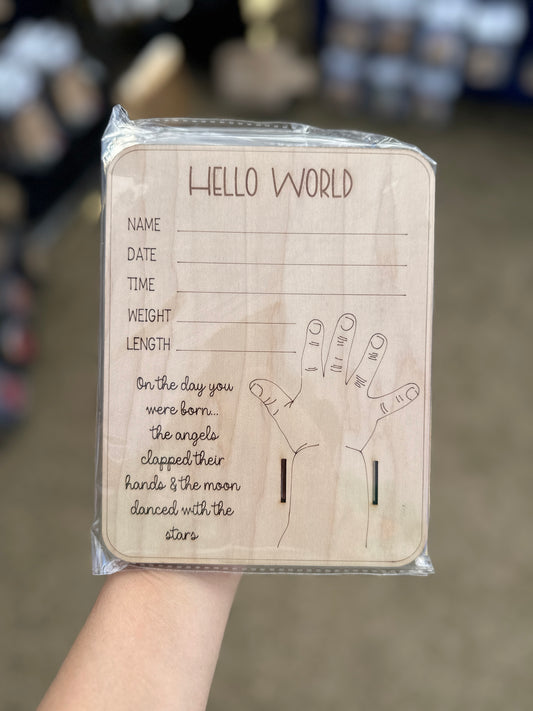 HELLO WORLD
NAME
DATE
TIME
WEIGHT
LENGTH
On the day you
were born...
the angels
clapped their
hands & the moon
danced with the
stars